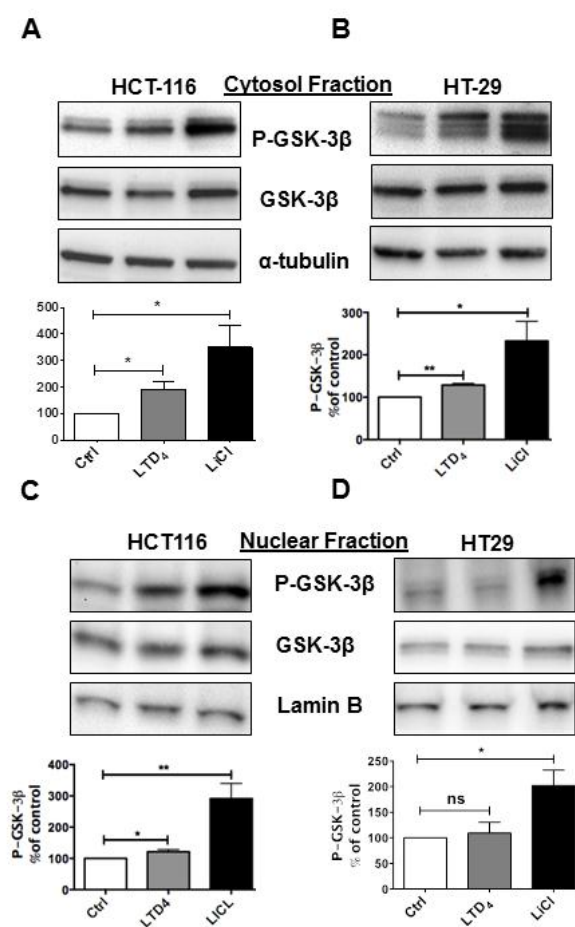 A
B
HCT-116
Cytosol Fraction
HT-29
P-GSK-3β
GSK-3β
α-tubulin
500
400
300
200
100
0
*
*
Ctrl
LTD4
LiCl
P-GSK-3β
%of control
300
200
100
0
*
**
Ctrl
LTD4
LiCl
C
D
HCT116
Nuclear Fraction
HT29
P-GSK-3β
GSK-3β
Lamin B
P-GSK-3β
%of control
400
300
200
100
0
**
*
Ctrl
LTD4
LICL
P-GSK-3β
% of control
200
150
100
50
0
*
ns
Ctrl
LTD4
LiCl